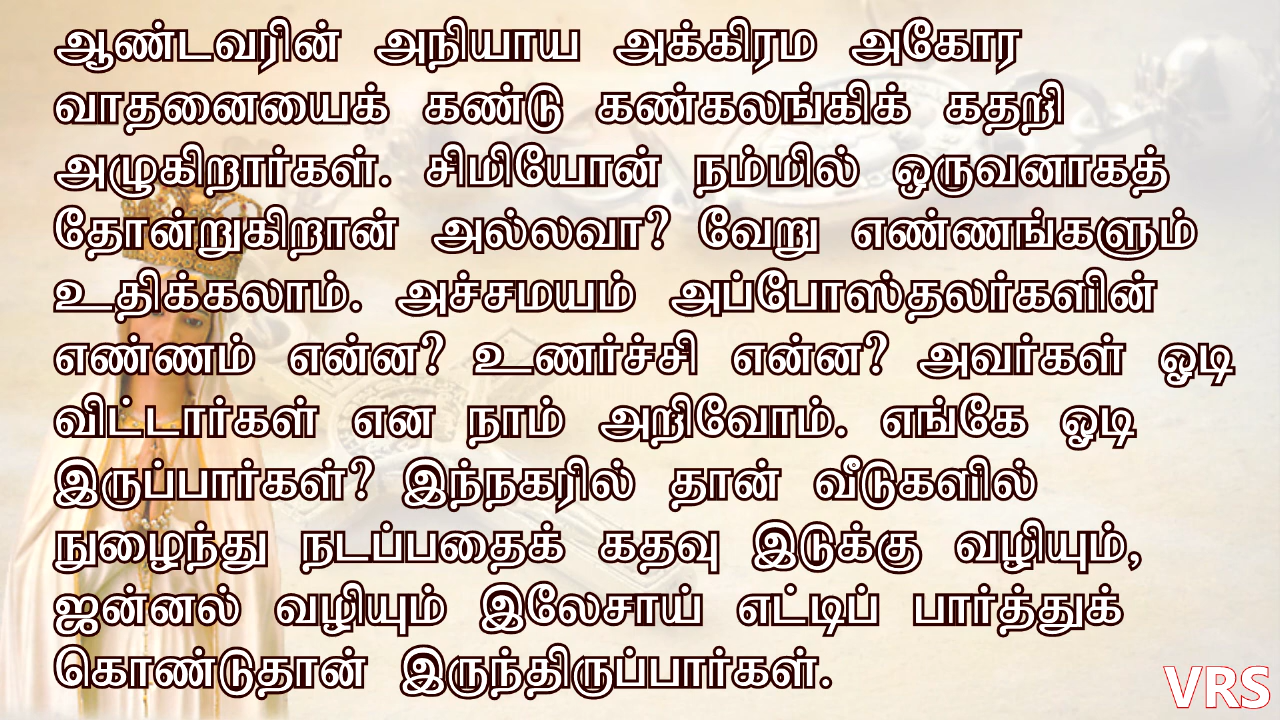 ஆண்டவரின் அநியாய அக்கிரம அகோர
வாதனையைக் கண்டு கண்கலங்கிக் கதறி
அழுகிறார்கள். சிமியோன் நம்மில் ஒருவனாகத்
தோன்றுகிறான் அல்லவா? வேறு எண்ணங்களும்
உதிக்கலாம். அச்சமயம் அப்போஸ்தலர்களின்
எண்ணம் என்ன? உணர்ச்சி என்ன? அவர்கள் ஓடி
விட்டார்கள் என நாம் அறிவோம். எங்கே ஓடி
இருப்பார்கள்? இந்நகரில் தான் வீடுகளில்
நுழைந்து நடப்பதைக் கதவு இடுக்கு வழியும்,
ஜன்னல் வழியும் இலேசாய் எட்டிப் பார்த்துக்
கொண்டுதான் இருந்திருப்பார்கள்.
VRS